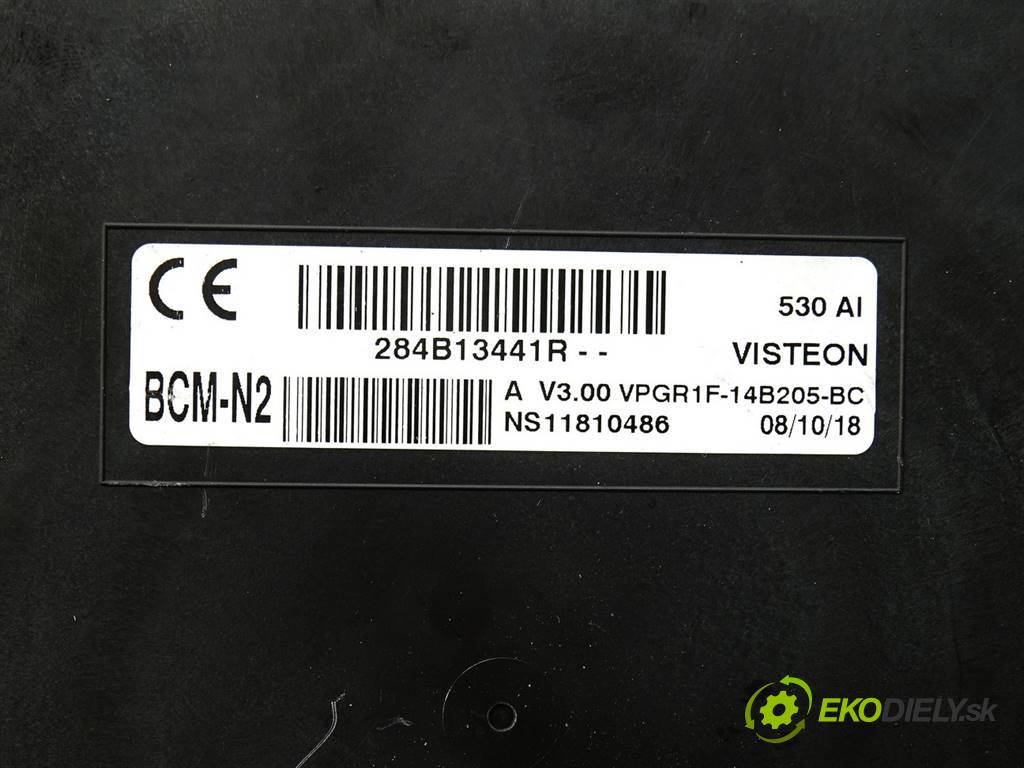 CE
530 AI
284B13441R - -
VISTEON
BCM-N2
A V3.00 VPGR1F-14B205-BC
NS11810486
08/10/18
EKODIELY.sk